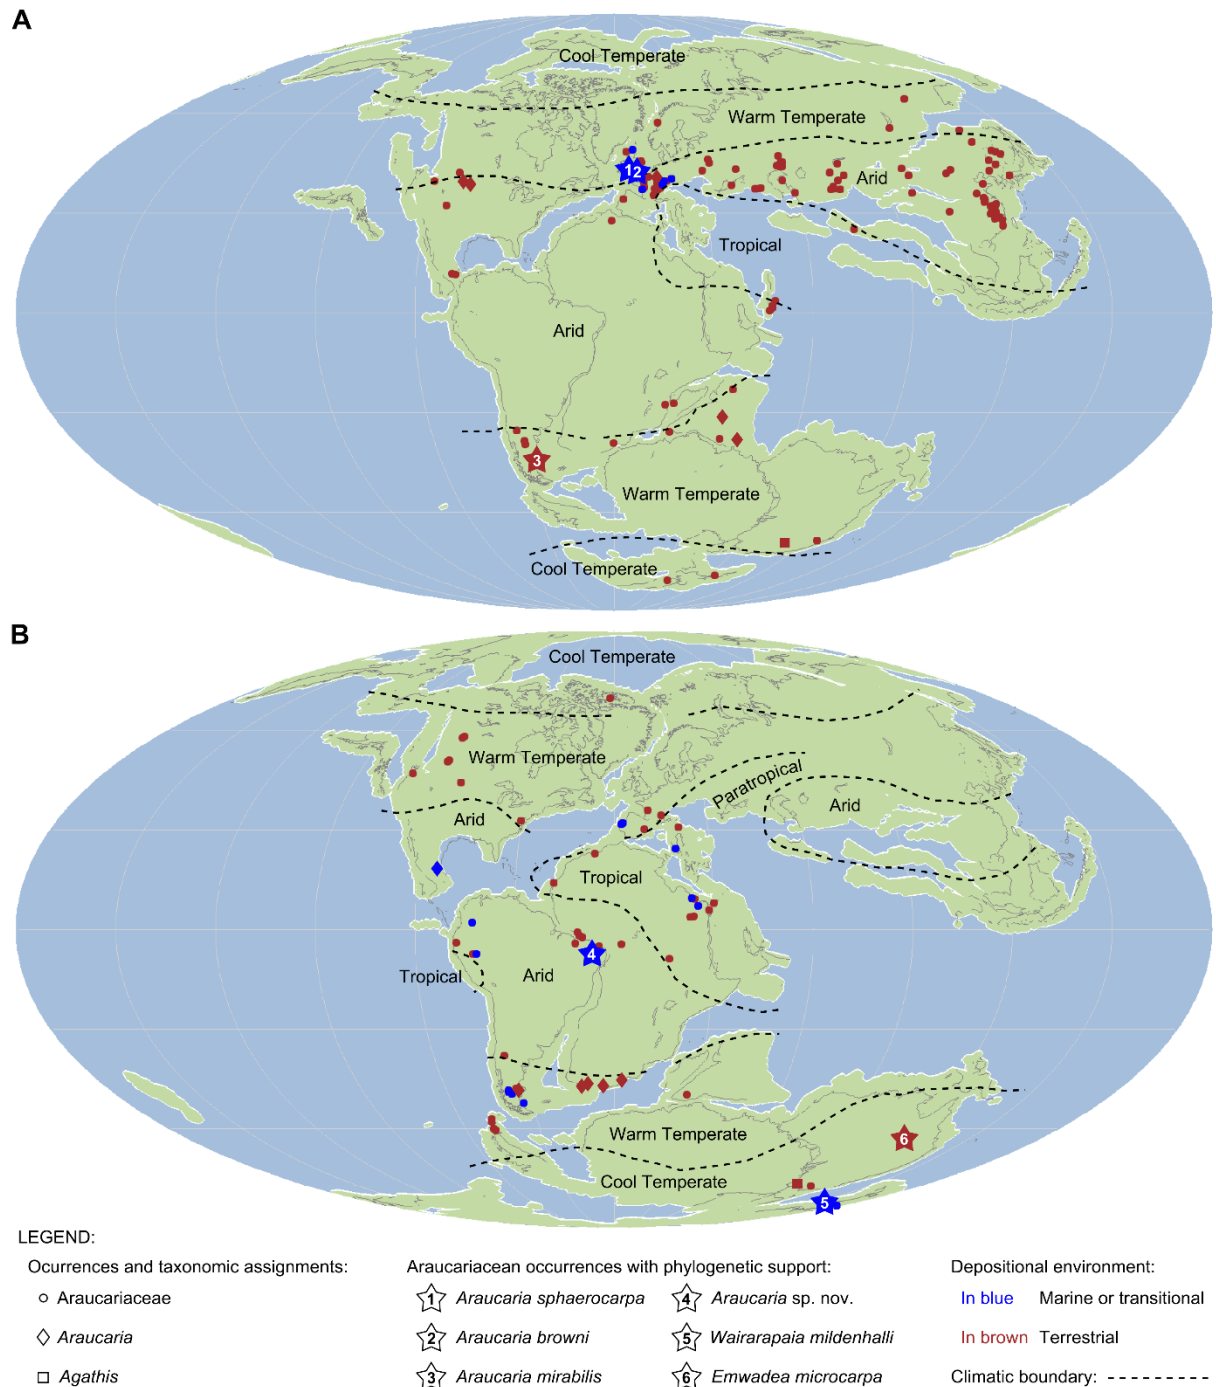 A
Cool Temperate
Warm Temperate
12
Arid
Tropical
Arid
3
Warm Temperate
Cool Temperate
B
Cool Temperate
Warm Temperate
Paratropical
Arid
Arid
Tropical
4
Tropical
Arid
Warm Temperate
6
Cool Temperate
5
LEGEND:
Ocurrences and taxonomic assignments:
Araucariaceae
Araucaria
Agathis
Araucariacean occurrences with phylogenetic support:
1 Araucaria sphaerocarpa
2 Araucaria browni
3 Araucaria mirabilis
4 Araucaria sp. nov.
5 Wairarapaia mildenhalli
6 Emwadea microcarpa
Depositional environment:
In blue Marine or transitional
In brown Terrestrial
Climatic boundary: